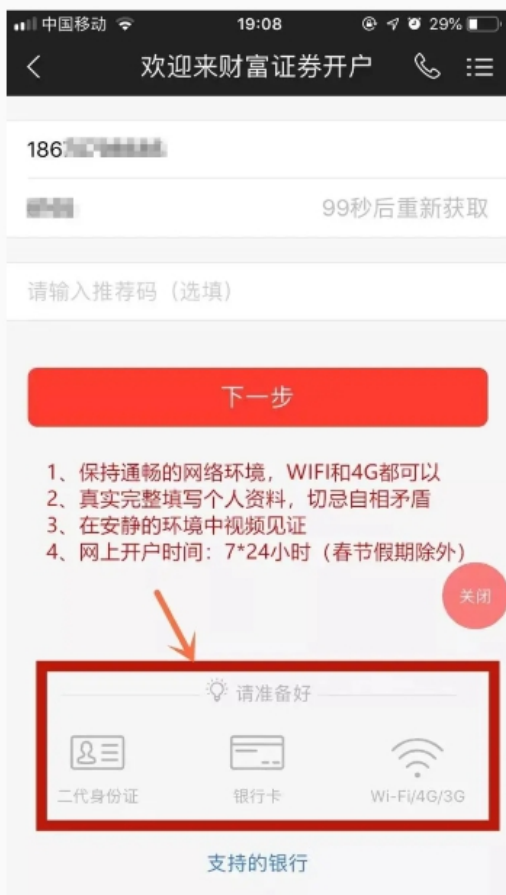 中国移动 19:08 29%
欢迎来财富证券开户
186
99秒后重新获取
请输入推荐码（选填）
下一步
1、保持通畅的网络环境，WIFI和4G都可以
2、真实完整填写个人资料，切忌自相矛盾
3、在安静的环境中视频见证
4、网上开户时间：7*24小时（春节假期除外）
关闭
请准备好
二代身份证 银行卡 Wi-Fi/4G/3G
支持的银行